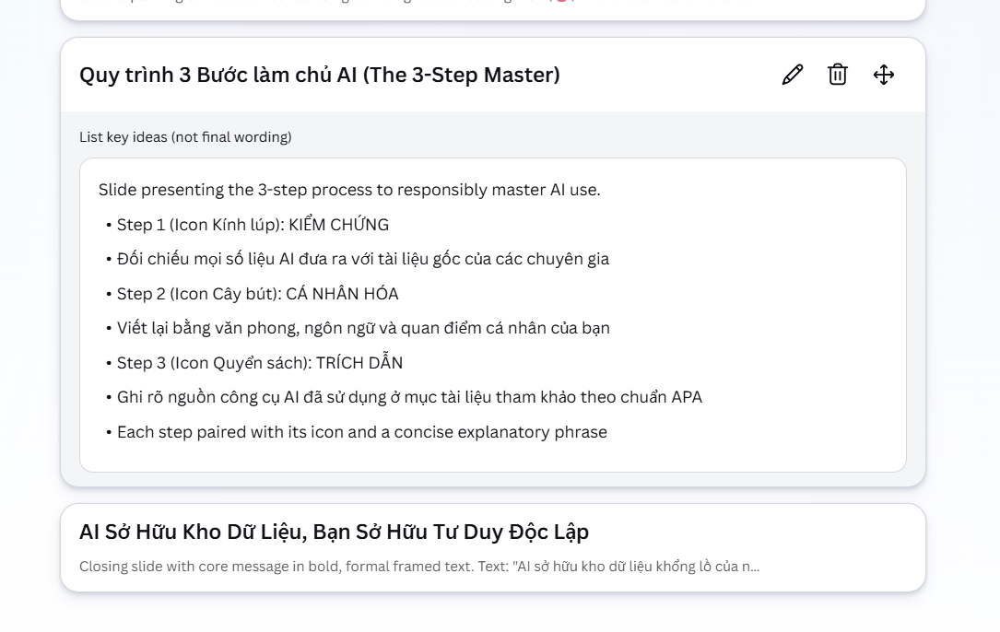 Quy trình 3 Bước làm chủ AI (The 3-Step Master)
List key ideas (not final wording)
Slide presenting the 3-step process to responsibly master AI use.
• Step 1 (Icon Kính lúp): KIỂM CHỨNG
• Đối chiếu mọi số liệu AI đưa ra với tài liệu gốc của các chuyên gia
• Step 2 (Icon Cây bút): CÁ NHÂN HÓA
• Viết lại bằng văn phong, ngôn ngữ và quan điểm cá nhân của bạn
• Step 3 (Icon Quyển sách): TRÍCH DẪN
• Ghi rõ nguồn công cụ AI đã sử dụng ở mục tài liệu tham khảo theo chuẩn APA
• Each step paired with its icon and a concise explanatory phrase
AI Sở Hữu Kho Dữ Liệu, Bạn Sở Hữu Tư Duy Độc Lập
Closing slide with core message in bold, formal framed text. Text: "AI sở hữu kho dữ liệu khổng lồ của n...